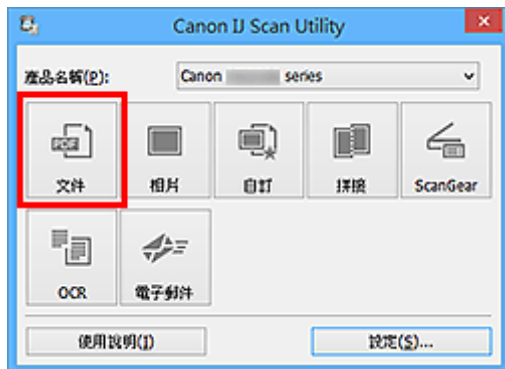 Canon IJ Scan Utility
產品名稱(P):
Canon series
PDF
文件
相片
自訂
拼接
ScanGear
OCR
電子郵件
使用說明(I)
設定(S)...